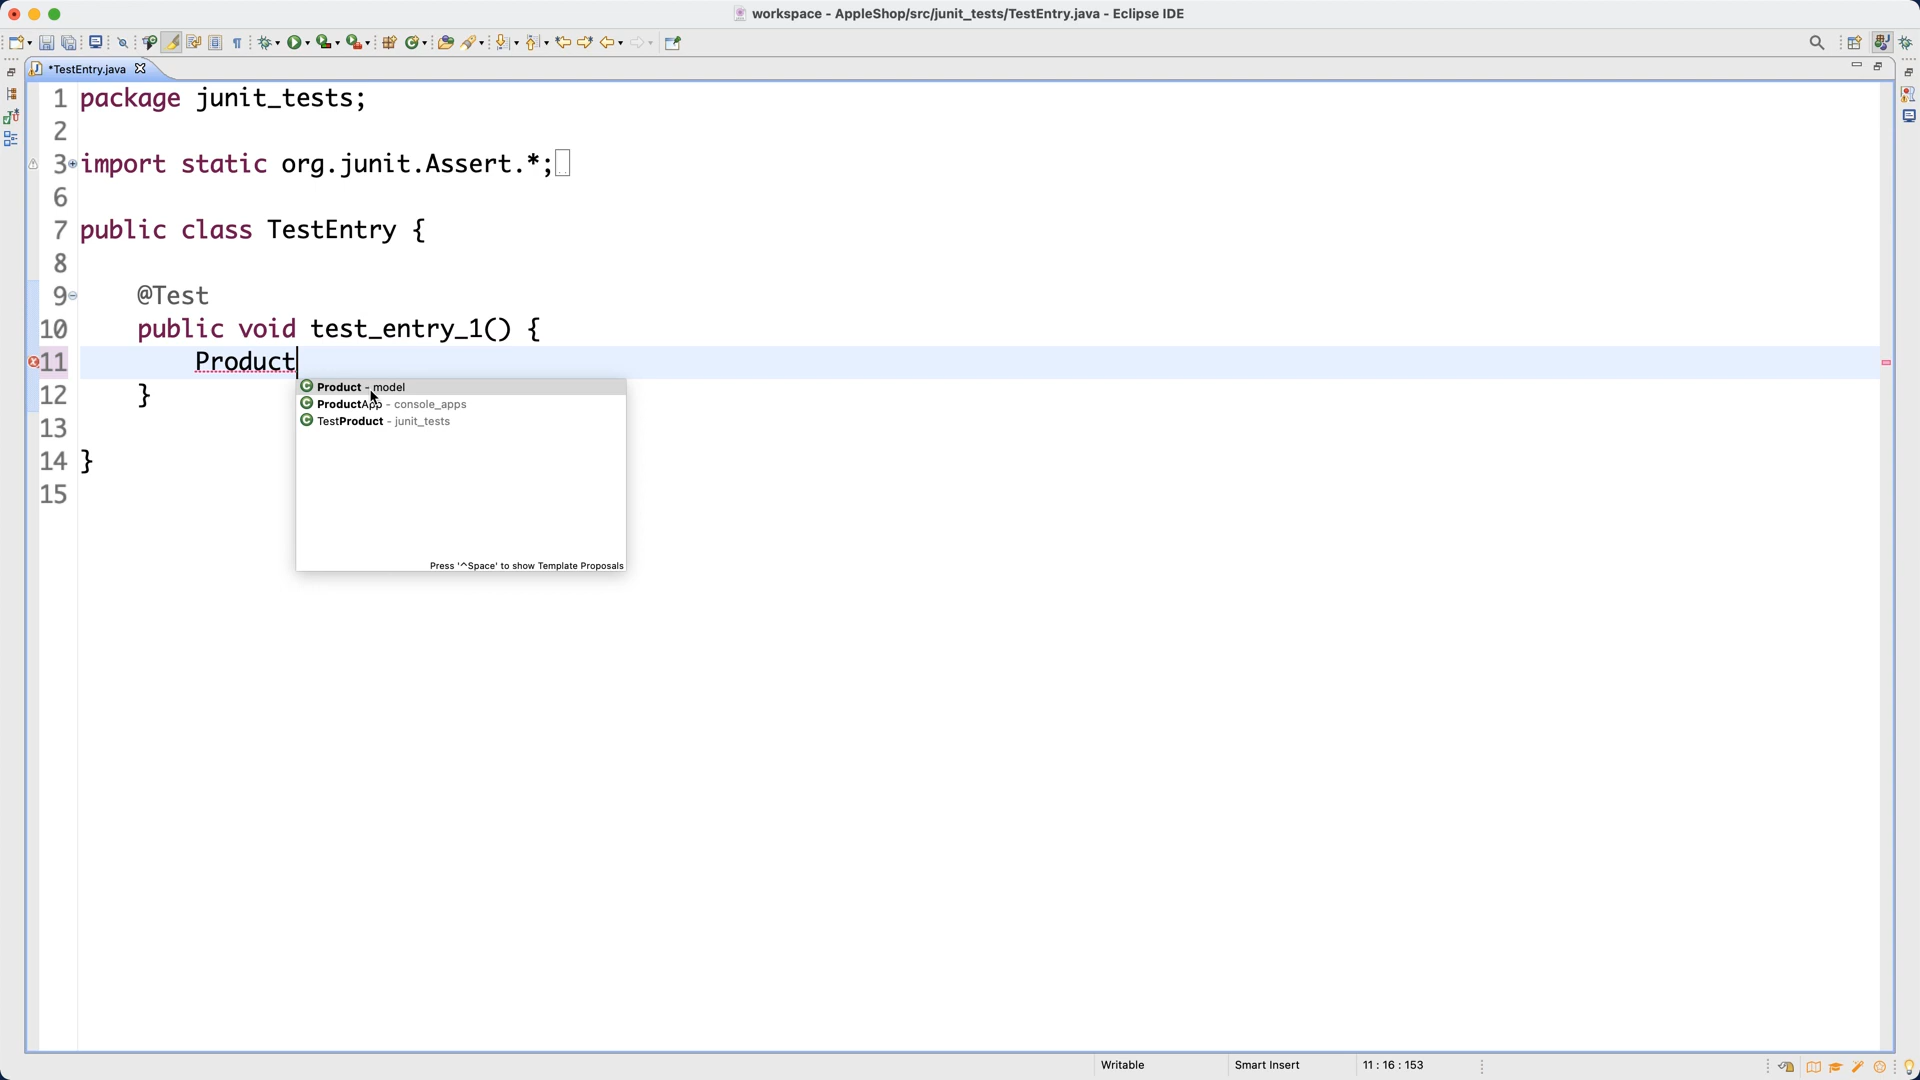 workspace - AppleShop/src/junit_tests/TestEntry.java - Eclipse IDE
*TestEntry.java
1 package junit_tests;
2
3 import static org.junit.Assert.*;
6
7 public class TestEntry {
8
9 @Test
10 public void test_entry_1() {
11 Product
12 }
13
14 }
15
Product - model
ProductApp - console_apps
TestProduct - junit_tests
Press '^Space' to show Template Proposals
Writable Smart Insert 11 : 16 : 153